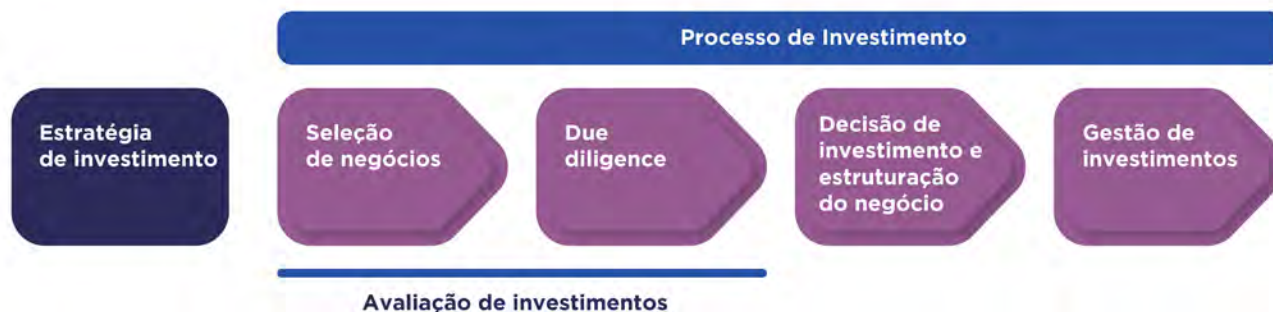 Processo de Investimento
Estratégia
de investimento
Seleção
de negócios
Due
diligence
Decisão de
investimento e
estruturação
do negócio
Gestão de
investimentos
Avaliação de investimentos